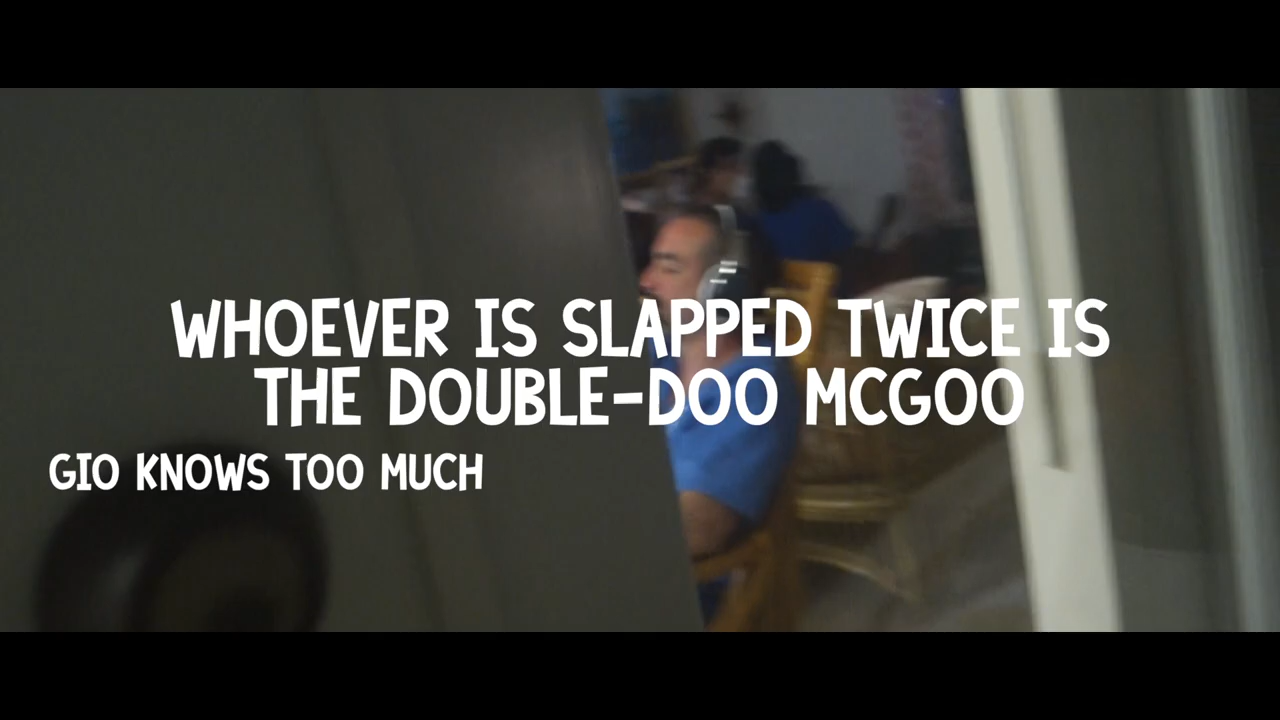 WHOEVER IS SLAPPED TWICE IS
THE DOUBLE-DOO MCGOO
GIO KNOWS TOO MUCH